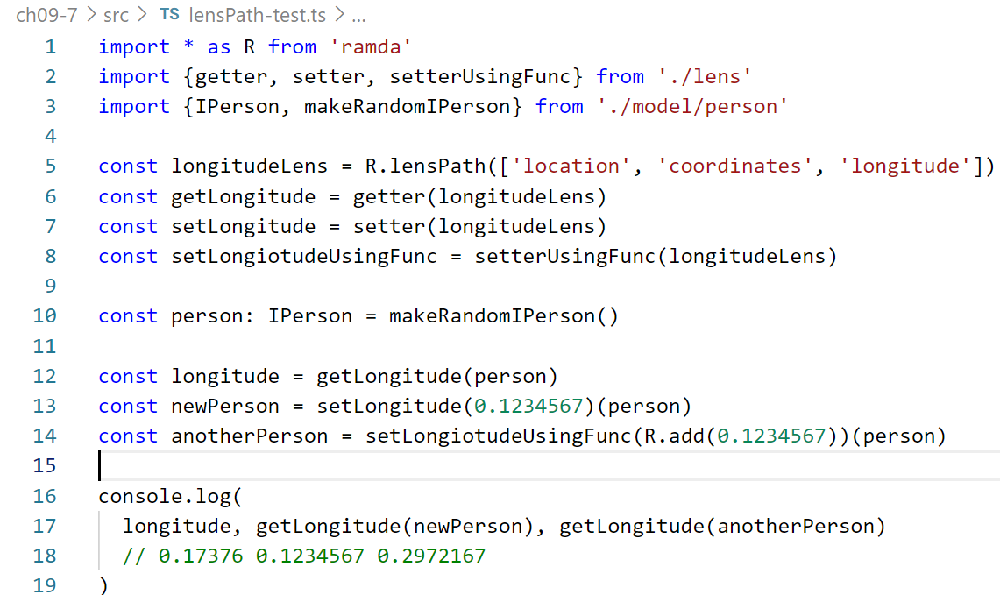 ch09-7 > src > TS lensPath-test.ts > ...
1 import * as R from 'ramda'
2 import {getter, setter, setterUsingFunc} from './lens'
3 import {IPerson, makeRandomIPerson} from './model/person'
4
5 const longitudeLens = R.lensPath(['location', 'coordinates', 'longitude'])
6 const getLongitude = getter(longitudeLens)
7 const setLongitude = setter(longitudeLens)
8 const setLongiotudeUsingFunc = setterUsingFunc(longitudeLens)
9
10 const person: IPerson = makeRandomIPerson()
11
12 const longitude = getLongitude(person)
13 const newPerson = setLongitude(0.1234567)(person)
14 const anotherPerson = setLongiotudeUsingFunc(R.add(0.1234567))(person)
15
16 console.log(
17   longitude, getLongitude(newPerson), getLongitude(anotherPerson)
18   // 0.17376 0.1234567 0.2972167
19 )